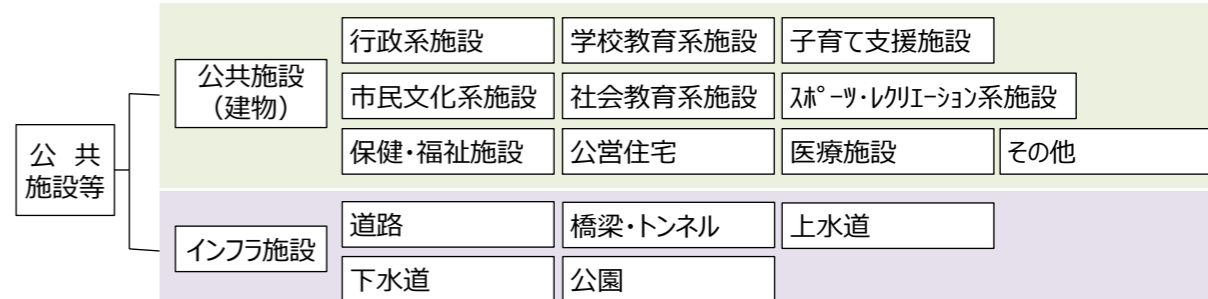 公共
施設等
公共施設
（建物）
行政系施設 学校教育系施設 子育て支援施設
市民文化系施設 社会教育系施設 ｽﾎﾟｰﾂ･ﾚｸﾘｴｰｼｮﾝ系施設
保健・福祉施設 公営住宅 医療施設 その他
インフラ施設
道路 橋梁・トンネル 上水道
下水道 公園